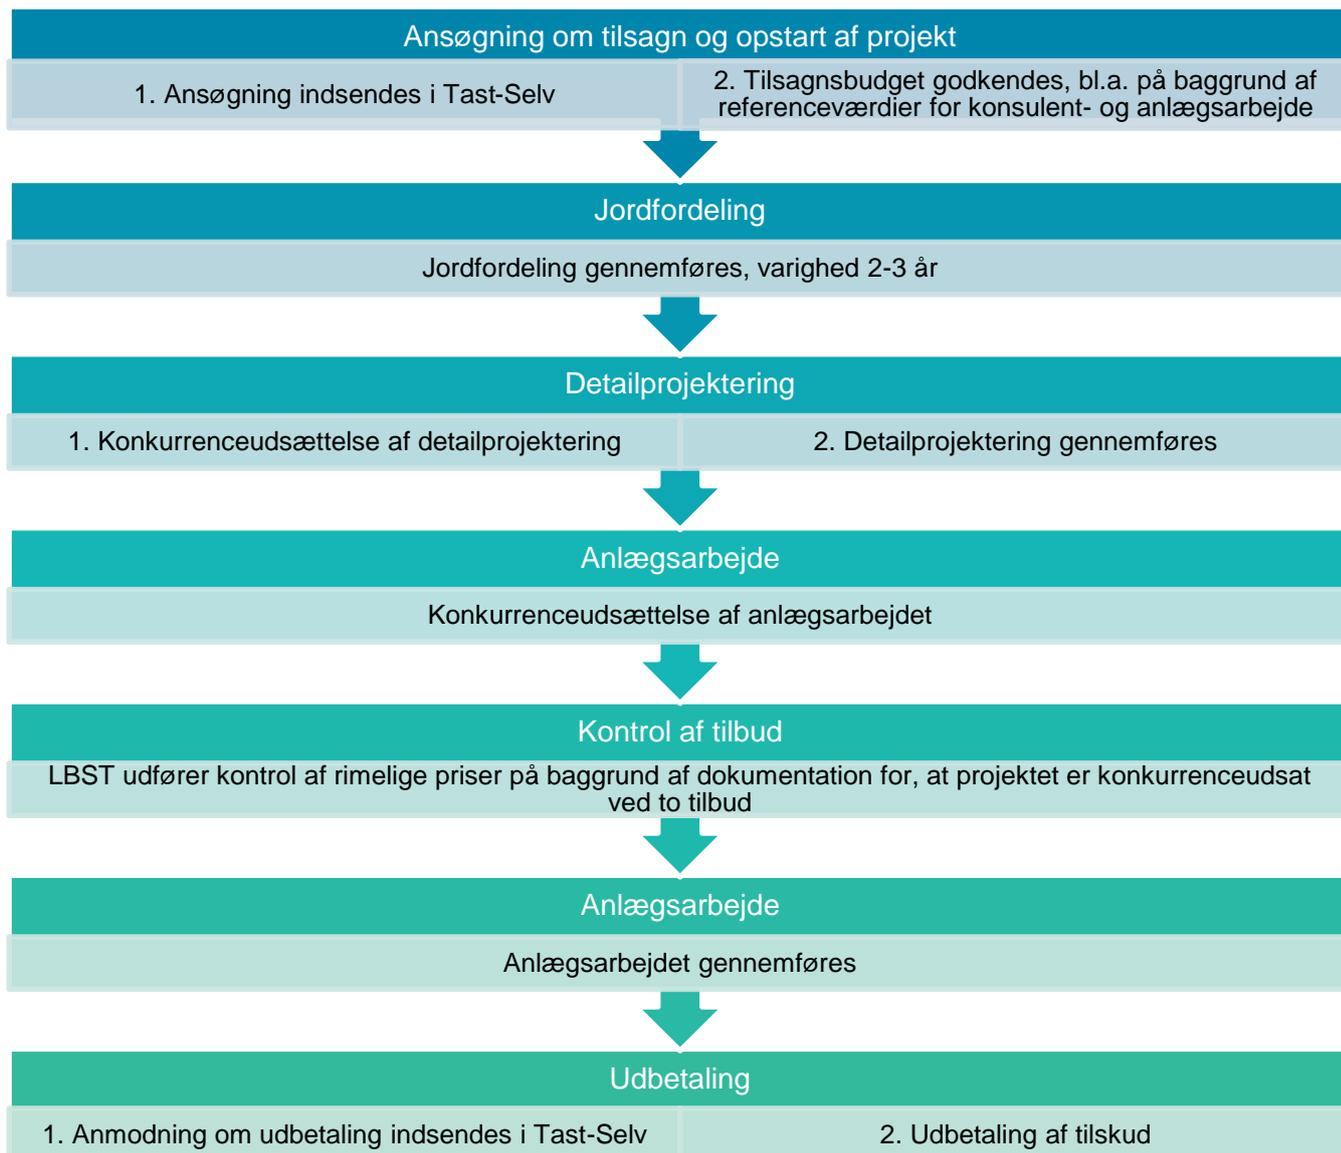 Ansøgning om tilsagn og opstart af projekt
1. Ansøgning indsendes i Tast-Selv
2. Tilsagnsbudget godkendes, bl.a. på baggrund af
referenceværdier for konsulent- og anlægsarbejde
Jordfordeling
Jordfordeling gennemføres, varighed 2-3 år
Detailprojektering
1. Konkurrenceudsættelse af detailprojektering
2. Detailprojektering gennemføres
Anlægsarbejde
Konkurrenceudsættelse af anlægsarbejdet
Kontrol af tilbud
LBST udfører kontrol af rimelige priser på baggrund af dokumentation for, at projektet er konkurrenceudsat
ved to tilbud
Anlægsarbejde
Anlægsarbejdet gennemføres
Udbetaling
1. Anmodning om udbetaling indsendes i Tast-Selv
2. Udbetaling af tilskud